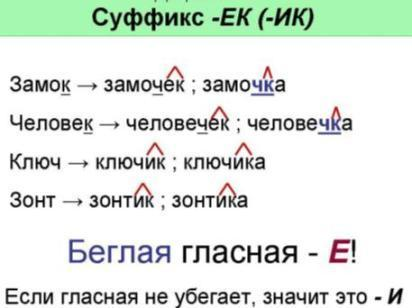 Суффикс -ЕК (-ИК)
Замок → замочек ; замочка
Человек → человечек ; человечка
Ключ → ключик ; ключика
Зонт → зонтик ; зонтика
Беглая гласная - Е!
Если гласная не убегает, значит это - И